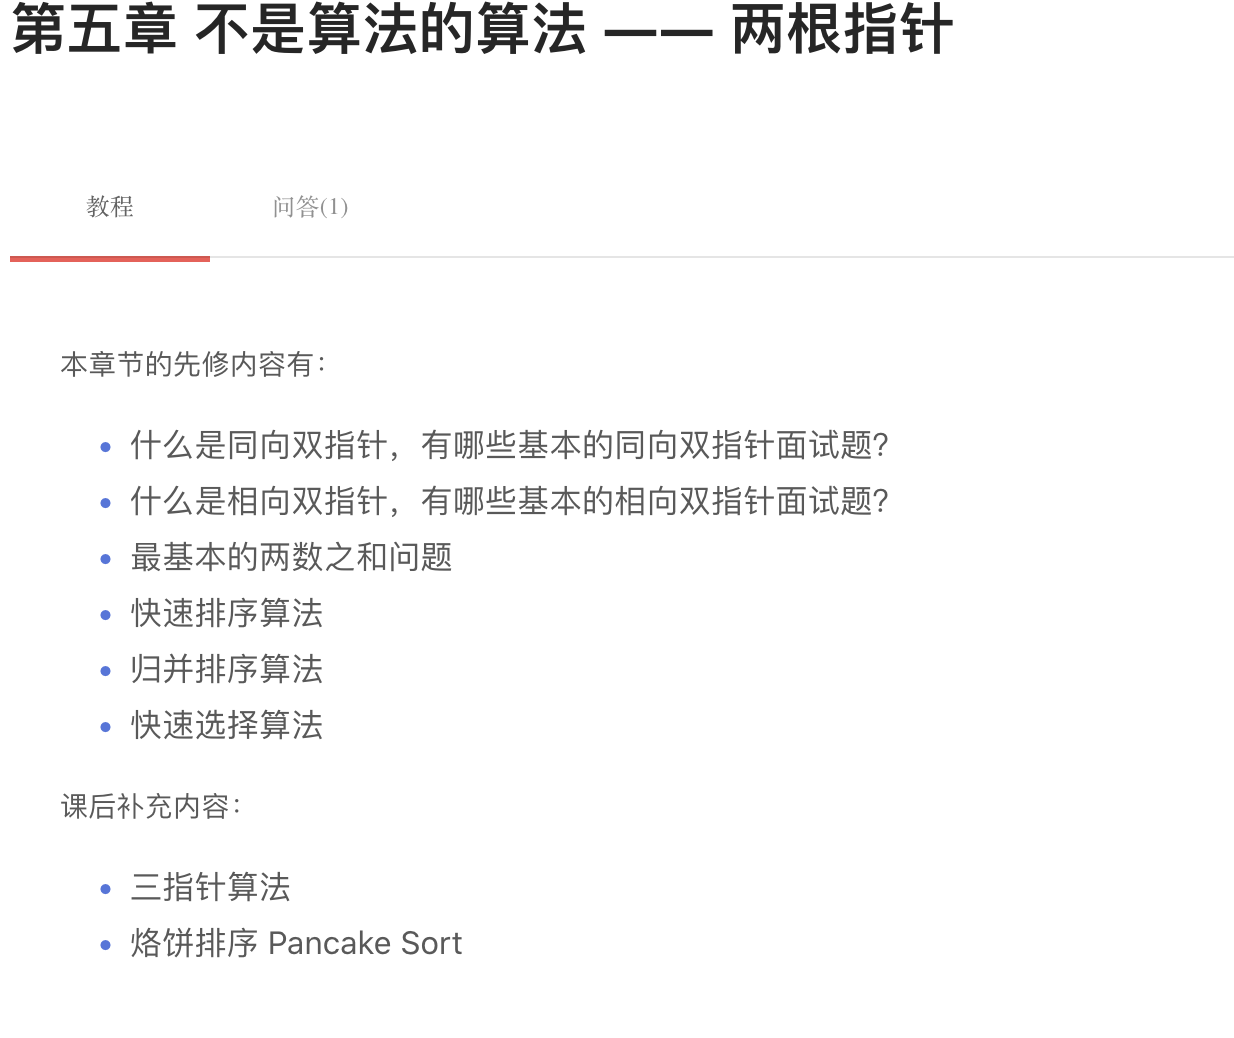 第五章 不是算法的算法 —— 两根指针
教程
问答(1)
本章节的先修内容有：
什么是同向双指针，有哪些基本的同向双指针面试题?
什么是相向双指针，有哪些基本的相向双指针面试题?
最基本的两数之和问题
快速排序算法
归并排序算法
快速选择算法
课后补充内容：
三指针算法
烙饼排序 Pancake Sort